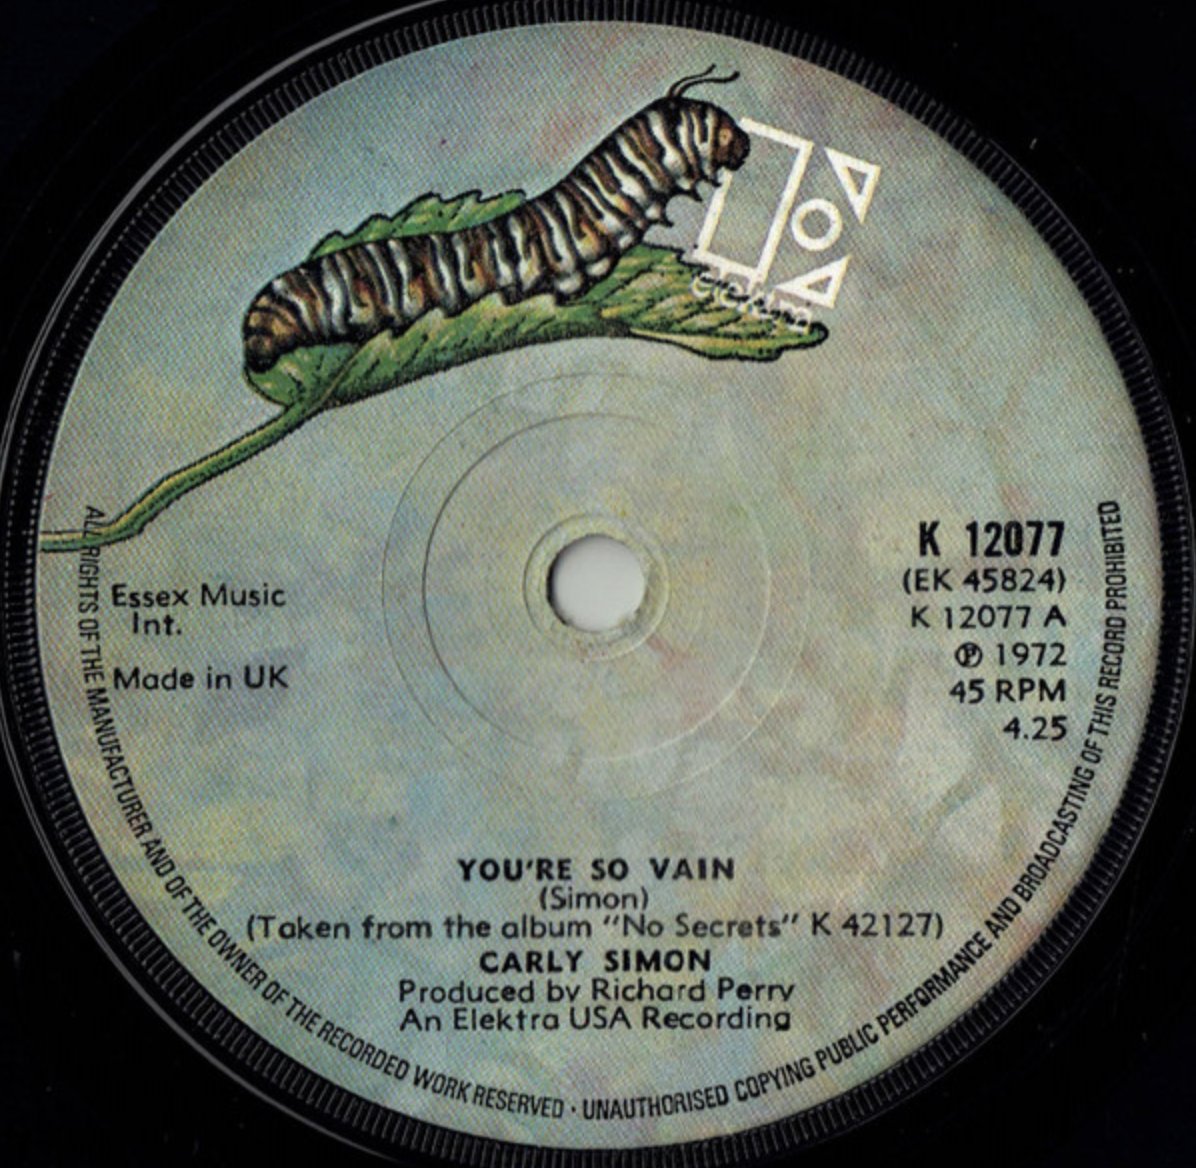 Essex Music
Int.
Made in UK
K 12077
(EK 45824)
K 12077 A
Ⓟ 1972
45 RPM
4.25
YOU'RE SO VAIN
(Simon)
(Taken from the album "No Secrets" K 42127)
CARLY SIMON
Produced by Richard Perry
An Elektra USA Recording
ALL RIGHTS OF THE MANUFACTURER AND OF THE OWNER OF THE RECORDED WORK RESERVED · UNAUTHORISED COPYING PUBLIC PERFORMANCE AND BROADCASTING OF THIS RECORD PROHIBITED